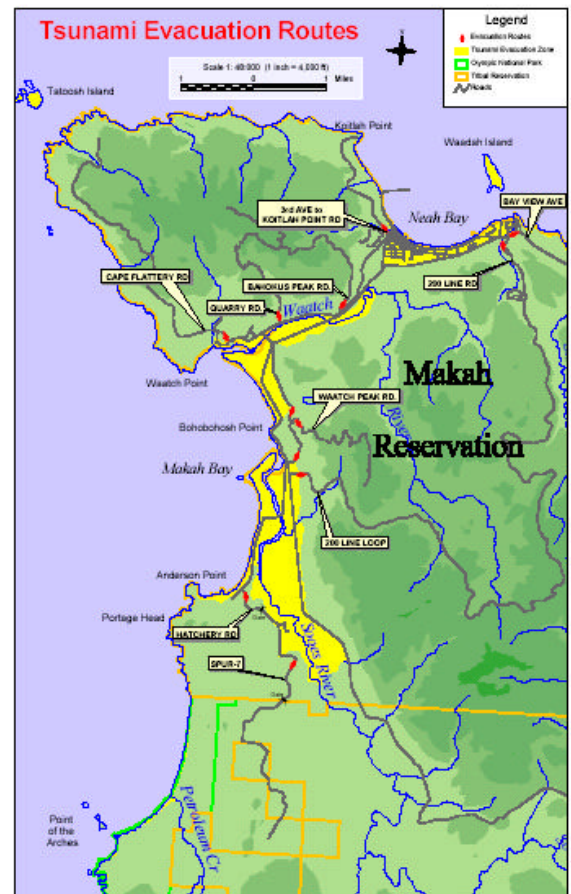 Tsunami Evacuation Routes
Scale 1: 48:000 (1 inch = 4,000 ft)
1 0 1 Miles
Legend
Evacuation Routes
Tsunami Evacuation Zone
Olympic National Park
Tribal Reservation
Roads
Tatoosh Island
Koitlah Point
Waadah Island
3rd AVE to
KOITLAH POINT RD
Neah Bay
BAY VIEW AVE
CAPE FLATTERY RD
BAHOKUS PEAK RD.
200 LINE RD
QUARRY RD.
Waatch
River
Waatch Point
Makah
Reservation
WAATCH PEAK RD.
Bohobohosh Point
Makah Bay
200 LINE LOOP
Anderson Point
Portage Head
Gate
HATCHERY RD
Sooes River
SPUR-7
Gate
Petroleum Cr
Point
of the
Arches